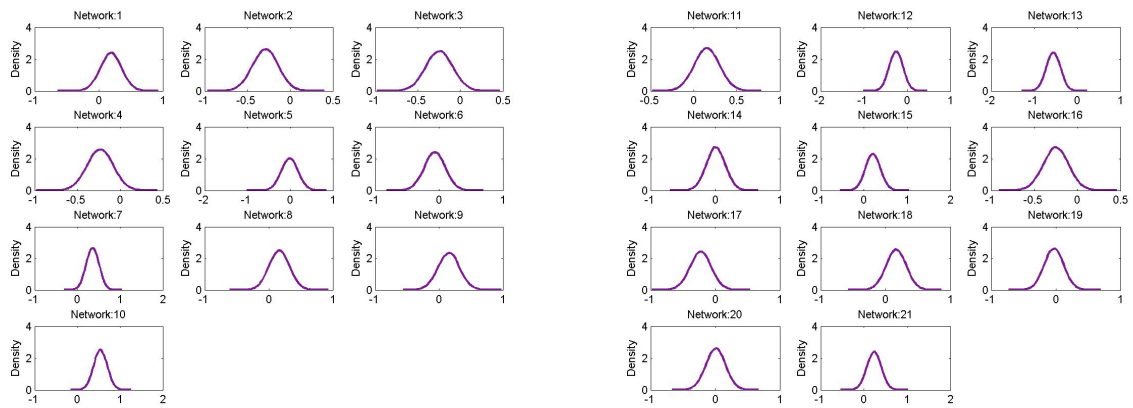 Network:1
Density
4
2
0
-1 0 1
Network:2
Density
4
2
0
-1 -0.5 0 0.5
Network:3
Density
4
2
0
-1 -0.5 0 0.5
Network:11
Density
4
2
0
-0.5 0 0.5 1
Network:12
Density
4
2
0
-2 -1 0 1
Network:13
Density
4
2
0
-2 -1 0 1
Network:4
Density
4
2
0
-1 -0.5 0 0.5
Network:5
Density
4
2
0
-2 -1 0 1
Network:6
Density
4
2
0
-1 0 1
Network:14
Density
4
2
0
-1 0 1
Network:15
Density
4
2
0
-1 0 1 2
Network:16
Density
4
2
0
-1 -0.5 0 0.5
Network:7
Density
4
2
0
-1 0 1 2
Network:8
Density
4
2
0
-1 0 1
Network:9
Density
4
2
0
-1 0 1
Network:17
Density
4
2
0
-1 0 1
Network:18
Density
4
2
0
-1 0 1
Network:19
Density
4
2
0
-1 0 1
Network:10
Density
4
2
0
-1 0 1 2
Network:20
Density
4
2
0
-1 0 1
Network:21
Density
4
2
0
-1 0 1 2